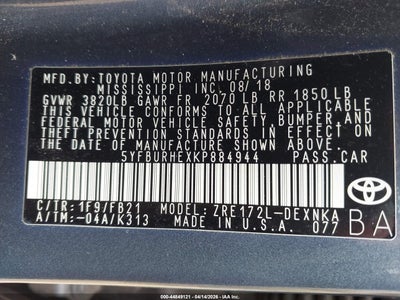 MFD. BY: TOYOTA MOTOR MANUFACTURING
MISSISSIPPI INC. 08/18
GVWR 3820LB GAWR FR 2070 LB, RR 1850 LB
THIS VEHICLE CONFORMS TO ALL APPLICABLE
FEDERAL MOTOR VEHICLE SAFETY, BUMPER, AND
THEFT PREVENTION STANDARDS IN EFFECT ON
THE DATE OF MANUFACTURE SHOWN ABOVE.
5YFBURHEXKP884944 PASS.CAR
C/TR:1F9/FB21 MODEL:ZRE172L-DEXNKA
A/TM:-04A/K313 MADE IN U.S.A. 077
TOYOTA
BA
000-44849121 - 04/14/2026 - IAA